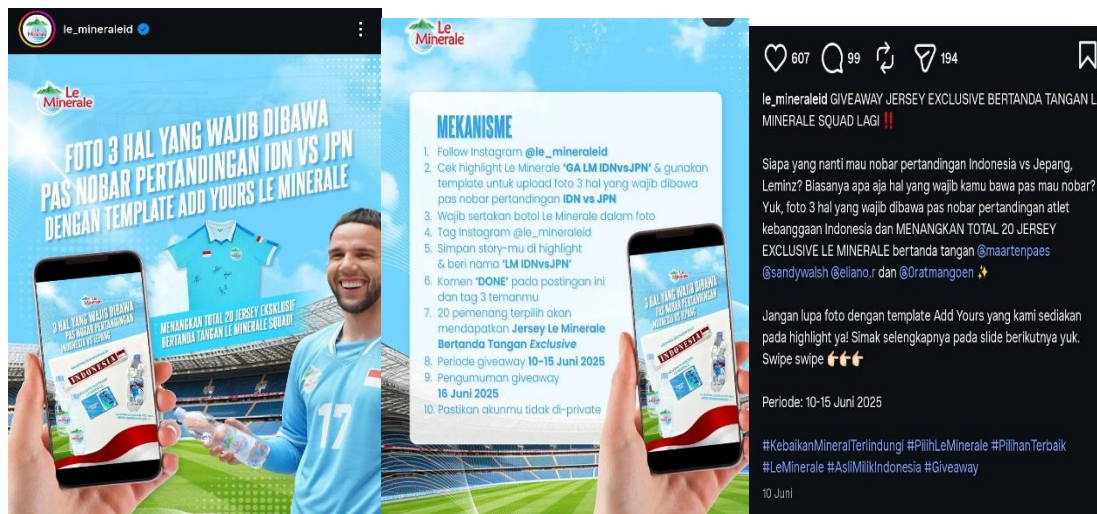 le_mineraleid
Le
Minerale
FOTO 3 HAL YANG WAJIB DIBAWA
PAS NOBAR PERTANDINGAN IDN VS JPN
DENGAN TEMPLATE ADD YOURS LE MINERALE
MENANGKAN TOTAL 20 JERSEY EKSKLUSIF
BERTANDA TANGAN LE MINERALE SQUAD!
3 HAL YANG WAJIB DIBAWA
PAS NOBAR PERTANDINGAN
INDONESIA VS JEPANG
INDONESIA
17
Le
Minerale
MEKANISME
1. Follow Instagram @le_mineraleid
2. Cek highlight Le Minerale 'GA LM IDNvsJPN' & gunakan
template untuk upload foto 3 hal yang wajib dibawa
pas nobar pertandingan IDN vs JPN
3. Wajib sertakan botol Le Minerale dalam foto
4. Tag Instagram @le_mineraleid
5. Simpan story-mu di highlight
& beri nama 'LM IDNvsJPN'
6. Komen 'DONE' pada postingan ini
dan tag 3 temanmu
7. 20 pemenang terpilih akan
mendapatkan Jersey Le Minerale
Bertanda Tangan Exclusive
8. Periode giveaway 10-15 Juni 2025
9. Pengumuman giveaway
16 Juni 2025
10. Pastikan akunmu tidak di-private
3 HAL YANG WAJIB DIBAWA
PAS NOBAR PERTANDINGAN
INDONESIA VS JEPANG
INDONESIA
607 99 194
le_mineraleid GIVEAWAY JERSEY EXCLUSIVE BERTANDA TANGAN L
MINERALE SQUAD LAGI ‼️
Siapa yang nanti mau nobar pertandingan Indonesia vs Jepang,
Leminz? Biasanya apa aja hal yang wajib kamu bawa pas mau nobar?
Yuk, foto 3 hal yang wajib dibawa pas nobar pertandingan atlet
kebanggaan Indonesia dan MENANGKAN TOTAL 20 JERSEY
EXCLUSIVE LE MINERALE bertanda tangan @maartenpaes
@sandywalsh @eliano.r dan @0ratmangoen ✨
Jangan lupa foto dengan template Add Yours yang kami sediakan
pada highlight ya! Simak selengkapnya pada slide berikutnya yuk.
Swipe swipe 👉🏻👉🏻👉🏻
Periode: 10-15 Juni 2025
#KebaikanMineralTerlindungi #PilihLeMinerale #PilihanTerbaik
#LeMinerale #AsliMilikIndonesia #Giveaway
10 Juni